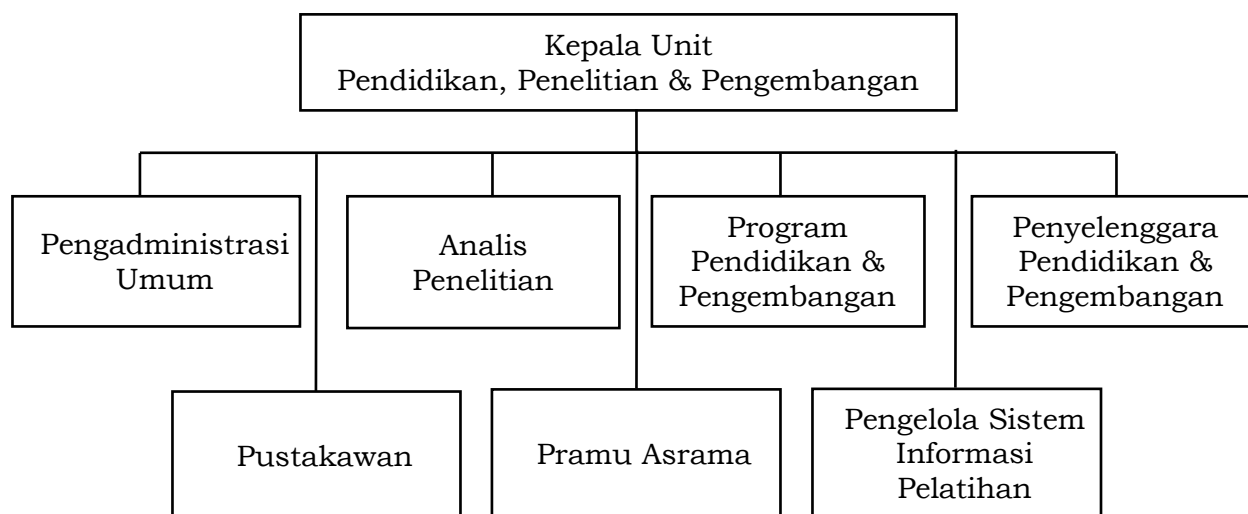 Kepala Unit
Pendidikan, Penelitian & Pengembangan
Pengadministrasi
Umum
Analis
Penelitian
Program
Pendidikan &
Pengembangan
Penyelenggara
Pendidikan &
Pengembangan
Pustakawan
Pramu Asrama
Pengelola Sistem
Informasi
Pelatihan